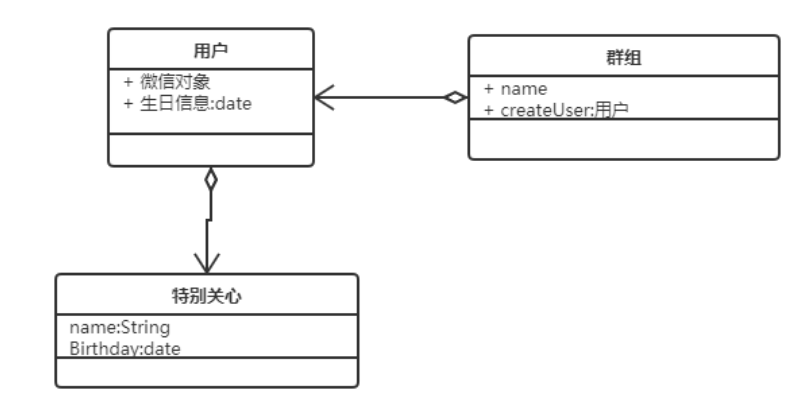 用户
+ 微信对象
+ 生日信息:date
群组
+ name
+ createUser:用户
特别关心
name:String
Birthday:date